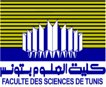 كلية العلوم بتونس
FACULTE DES SCIENCES DE TUNIS